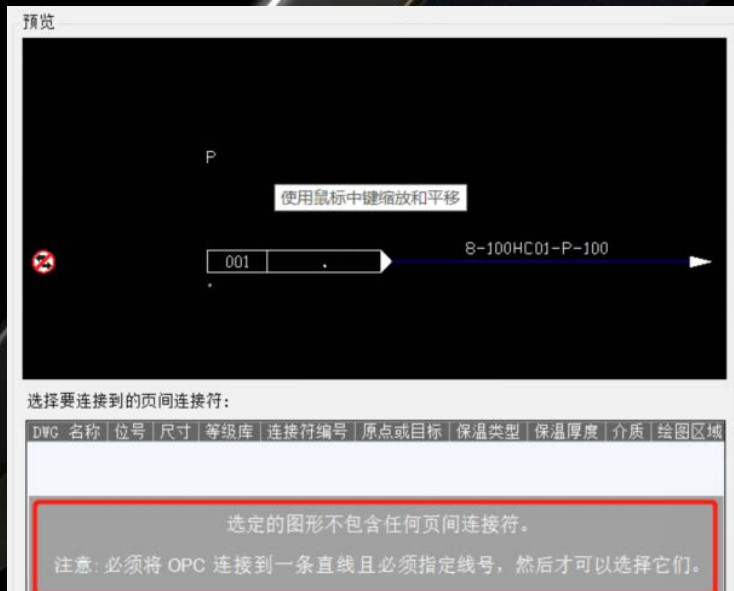 预览
P
使用鼠标中键缩放和平移
8-100HC01-P-100
001
选择要连接到的页间连接符:
DWG 名称 位号 尺寸 等级库 连接符编号 原点或目标 保温类型 保温厚度 介质 绘图区域
选定的图形不包含任何页间连接符。
注意: 必须将 OPC 连接到一条直线且必须指定线号，然后才可以选择它们。